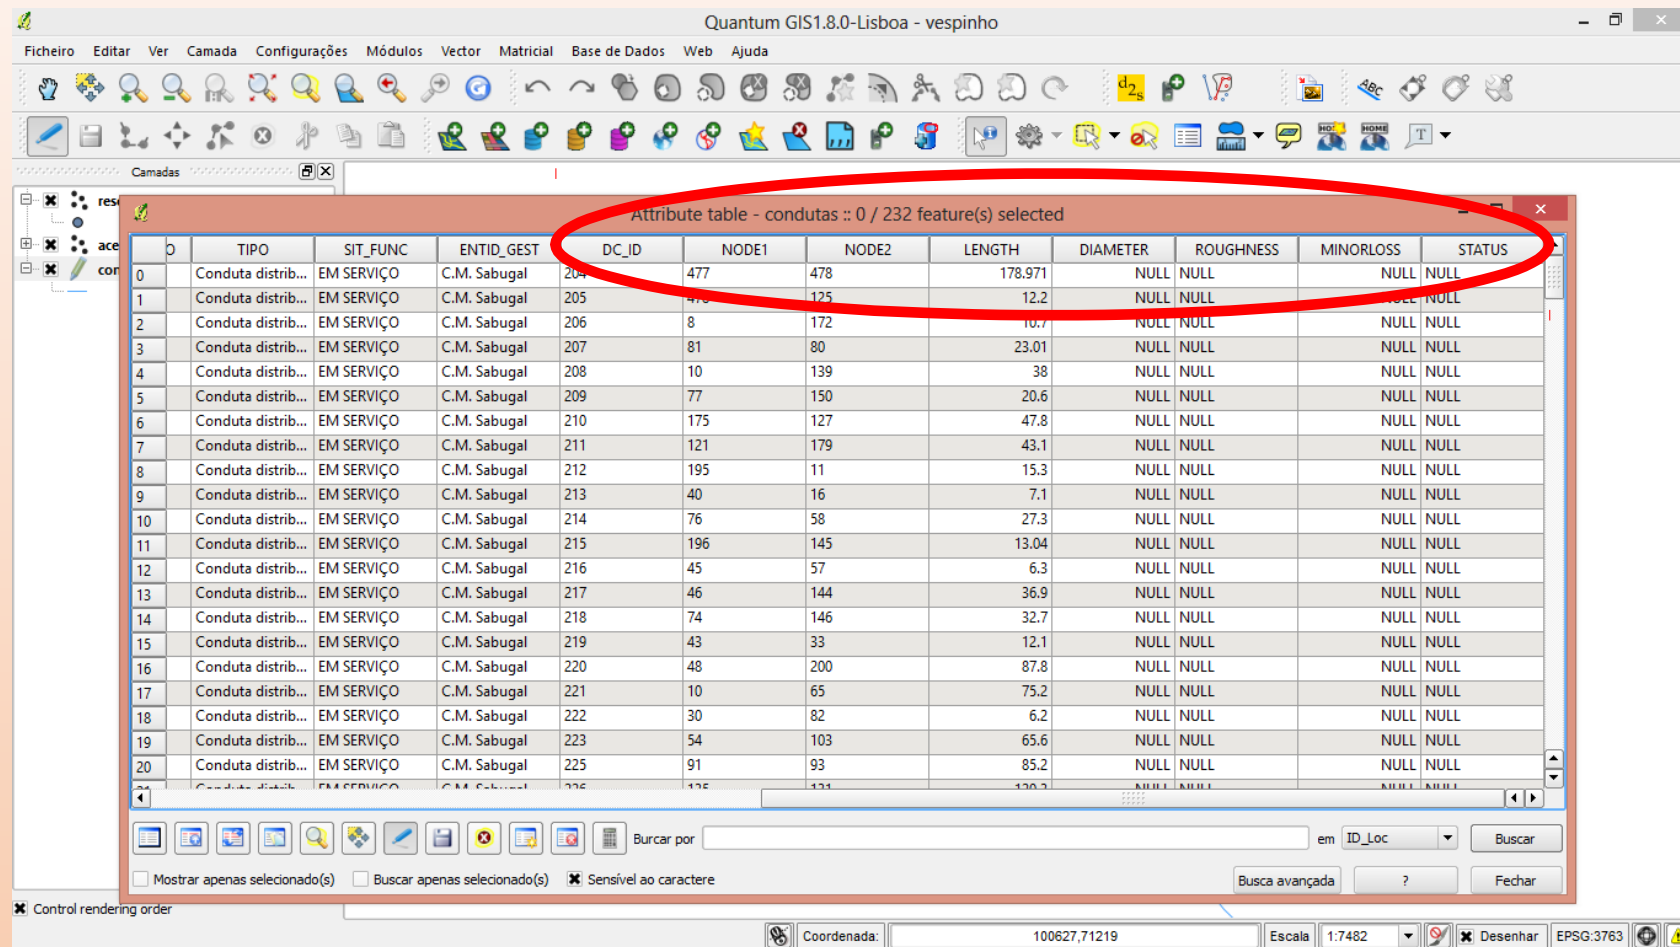 Quantum GIS1.8.0-Lisboa - vespinho
Ficheiro Editar Ver Camada Configurações Módulos Vector Matricial Base de Dados Web Ajuda
Camadas
Attribute table - condutas :: 0 / 232 feature(s) selected
TIPO SIT_FUNC ENTID_GEST DC_ID NODE1 NODE2 LENGTH DIAMETER ROUGHNESS MINORLOSS STATUS
0 Conduta distrib... EM SERVIÇO C.M. Sabugal 204 477 478 178.971 NULL NULL NULL NULL
1 Conduta distrib... EM SERVIÇO C.M. Sabugal 205 125 12.2 NULL NULL NULL NULL
2 Conduta distrib... EM SERVIÇO C.M. Sabugal 206 8 172 10.7 NULL NULL NULL NULL
3 Conduta distrib... EM SERVIÇO C.M. Sabugal 207 81 80 23.01 NULL NULL NULL NULL
4 Conduta distrib... EM SERVIÇO C.M. Sabugal 208 10 139 38 NULL NULL NULL NULL
5 Conduta distrib... EM SERVIÇO C.M. Sabugal 209 77 150 20.6 NULL NULL NULL NULL
6 Conduta distrib... EM SERVIÇO C.M. Sabugal 210 175 127 47.8 NULL NULL NULL NULL
7 Conduta distrib... EM SERVIÇO C.M. Sabugal 211 121 179 43.1 NULL NULL NULL NULL
8 Conduta distrib... EM SERVIÇO C.M. Sabugal 212 195 11 15.3 NULL NULL NULL NULL
9 Conduta distrib... EM SERVIÇO C.M. Sabugal 213 40 16 7.1 NULL NULL NULL NULL
10 Conduta distrib... EM SERVIÇO C.M. Sabugal 214 76 58 27.3 NULL NULL NULL NULL
11 Conduta distrib... EM SERVIÇO C.M. Sabugal 215 196 145 13.04 NULL NULL NULL NULL
12 Conduta distrib... EM SERVIÇO C.M. Sabugal 216 45 57 6.3 NULL NULL NULL NULL
13 Conduta distrib... EM SERVIÇO C.M. Sabugal 217 46 144 36.9 NULL NULL NULL NULL
14 Conduta distrib... EM SERVIÇO C.M. Sabugal 218 74 146 32.7 NULL NULL NULL NULL
15 Conduta distrib... EM SERVIÇO C.M. Sabugal 219 43 33 12.1 NULL NULL NULL NULL
16 Conduta distrib... EM SERVIÇO C.M. Sabugal 220 48 200 87.8 NULL NULL NULL NULL
17 Conduta distrib... EM SERVIÇO C.M. Sabugal 221 10 65 75.2 NULL NULL NULL NULL
18 Conduta distrib... EM SERVIÇO C.M. Sabugal 222 30 82 6.2 NULL NULL NULL NULL
19 Conduta distrib... EM SERVIÇO C.M. Sabugal 223 54 103 65.6 NULL NULL NULL NULL
20 Conduta distrib... EM SERVIÇO C.M. Sabugal 225 91 93 85.2 NULL NULL NULL NULL
Burcar por em ID_Loc Buscar
Mostrar apenas selecionado(s) Buscar apenas selecionado(s) Sensível ao caractere Busca avançada ? Fechar
Control rendering order
Coordenada: 100627,71219 Escala 1:7482 Desenhar EPSG:3763